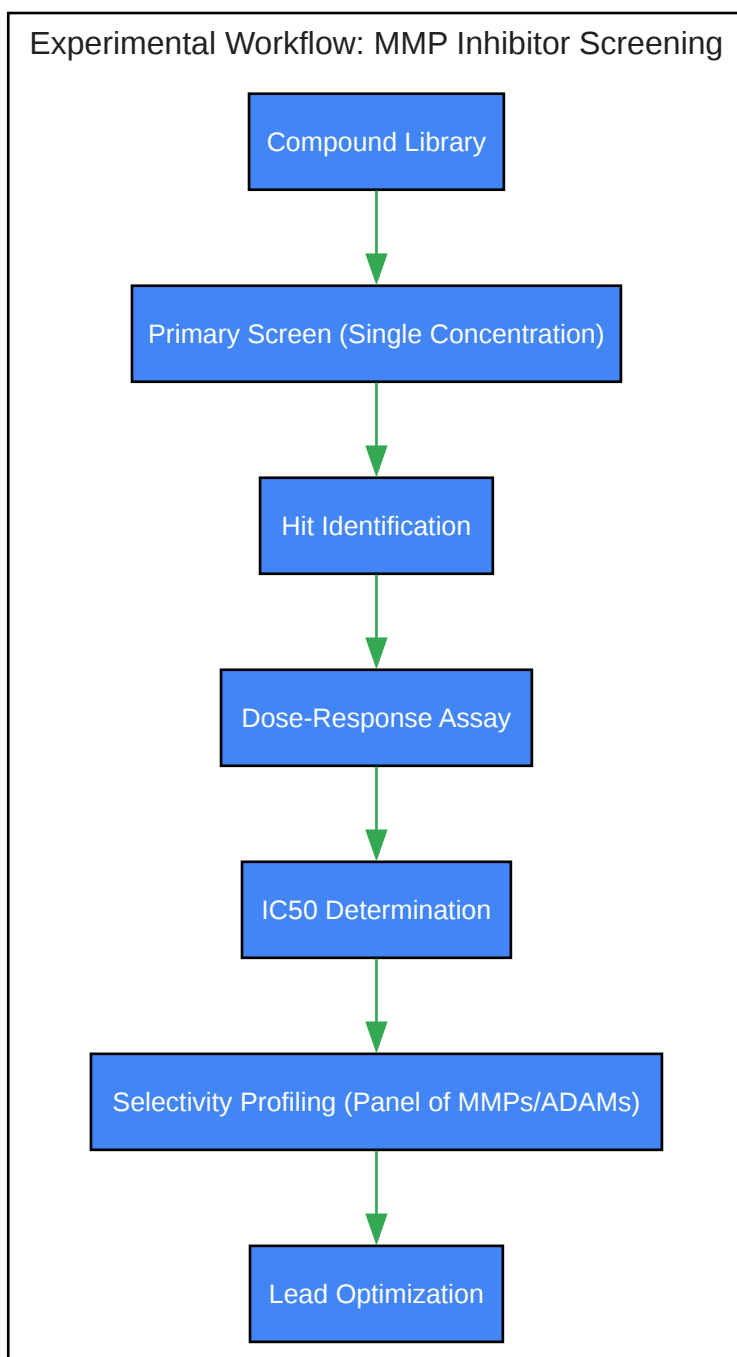 Experimental Workflow: MMP Inhibitor Screening
Compound Library
Primary Screen (Single Concentration)
Hit Identification
Dose-Response Assay
IC50 Determination
Selectivity Profiling (Panel of MMPs/ADAMs)
Lead Optimization